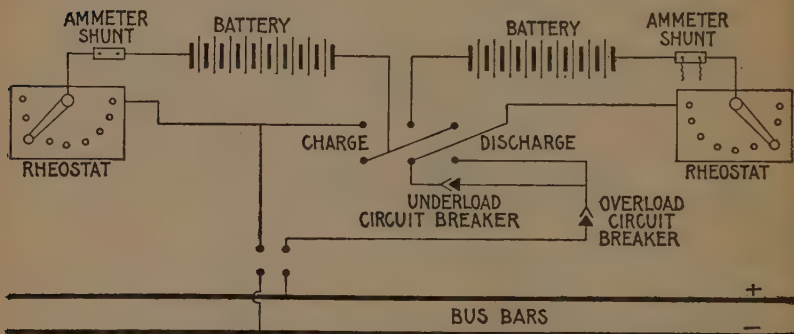 AMMETER
SHUNT
BATTERY
BATTERY
AMMETER
SHUNT
RHEOSTAT
CHARGE
DISCHARGE
RHEOSTAT
UNDERLOAD
CIRCUIT BREAKER
OVERLOAD
CIRCUIT
BREAKER
+
BUS BARS
−